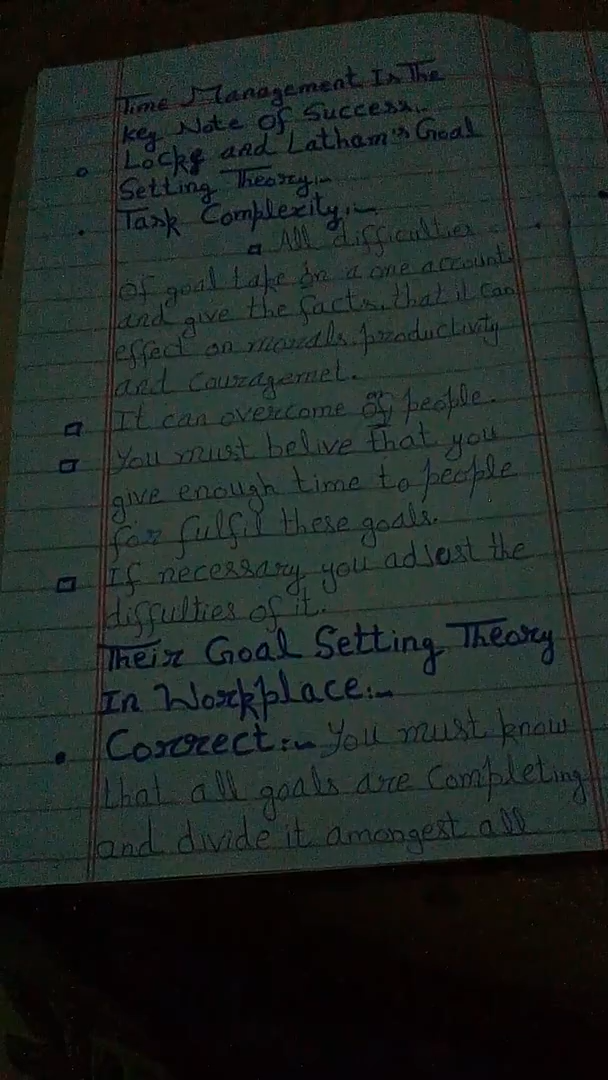 Time Management Is The
key Note Of Success:-
Locks and Latham's Goal
Setting Theory:-
Task Complexity:-
All difficulties
of goal take on a one account
and give the facts, that it can
effect on morals, productivity
and couragemet.
It can overcome of people.
You must belive that you
give enough time to people
for fulfil these goals.
If necessary you adjust the
diffulties of it.
Their Goal Setting Theory
In Workplace:-
Correct:- You must know
that all goals are completing
and divide it amongest all